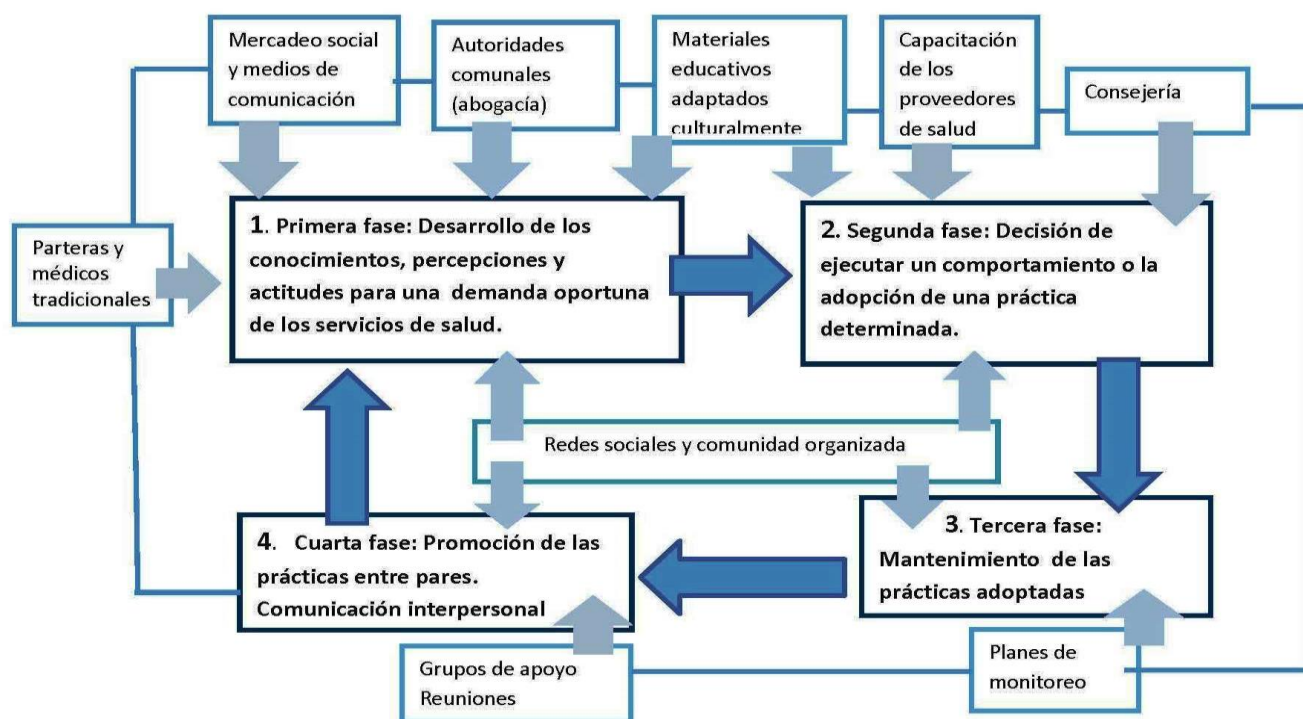 Mercadeo social
y medios de
comunicación
Autoridades
comunales
(abogacía)
Materiales
educativos
adaptados
culturalmente
Capacitación
de los
proveedores
de salud
Consejería
Parteras y
médicos
tradicionales
1. Primera fase: Desarrollo de los
conocimientos, percepciones y
actitudes para una demanda oportuna
de los servicios de salud.
2. Segunda fase: Decisión de
ejecutar un comportamiento o la
adopción de una práctica
determinada.
Redes sociales y comunidad organizada
4. Cuarta fase: Promoción de las
prácticas entre pares.
Comunicación interpersonal
3. Tercera fase:
Mantenimiento de las
prácticas adoptadas
Grupos de apoyo
Reuniones
Planes de
monitoreo